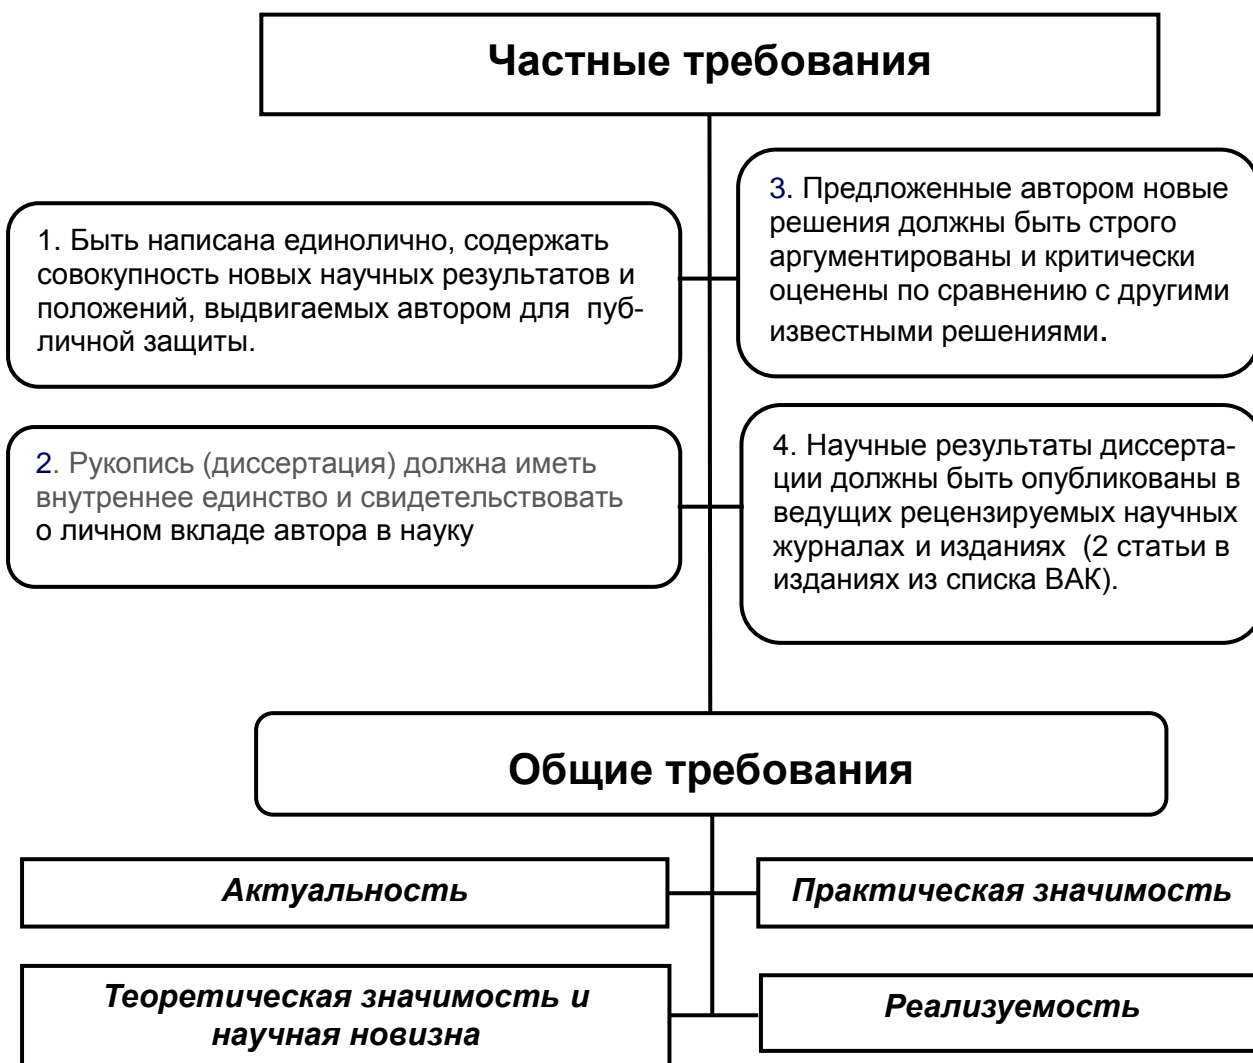 Частные требования
1. Быть написана единолично, содержать
совокупность новых научных результатов и
положений, выдвигаемых автором для пуб-
личной защиты.
2. Рукопись (диссертация) должна иметь
внутреннее единство и свидетельствовать
о личном вкладе автора в науку
3. Предложенные автором новые
решения должны быть строго
аргументированы и критически
оценены по сравнению с другими
известными решениями.
4. Научные результаты диссерта-
ции должны быть опубликованы в
ведущих рецензируемых научных
журналах и изданиях (2 статьи в
изданиях из списка ВАК).
Общие требования
Актуальность
Практическая значимость
Теоретическая значимость и
научная новизна
Реализуемость